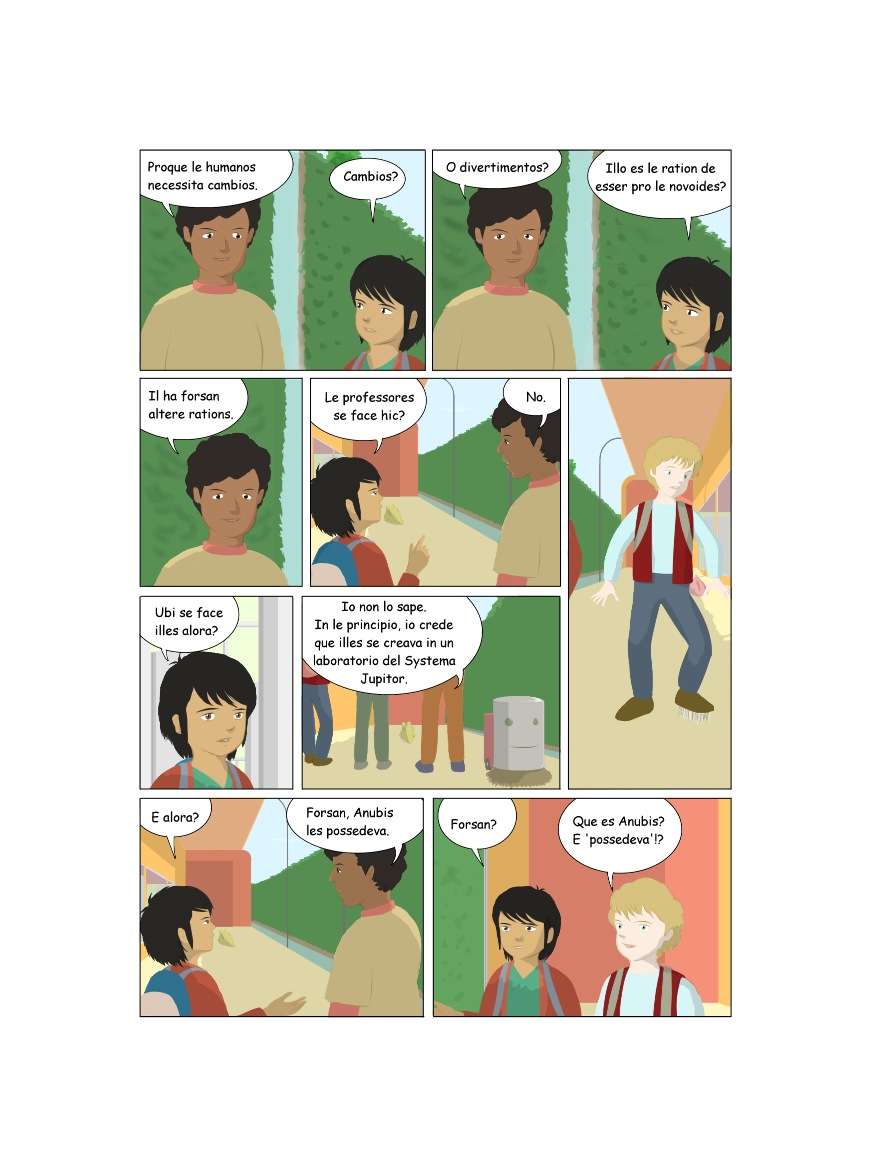 Proque le humanos
necessita cambios.
Cambios?
O divertimentos?
Illo es le ration de
esser pro le novoides?
Il ha forsan
altere rations.
Le professores
se face hic?
No.
Ubi se face
illes alora?
Io non lo sape.
In le principio, io crede
que illes se creava in un
laboratorio del Systema
Jupitor.
E alora?
Forsan, Anubis
les possedeva.
Forsan?
Que es Anubis?
E 'possedeva'!?